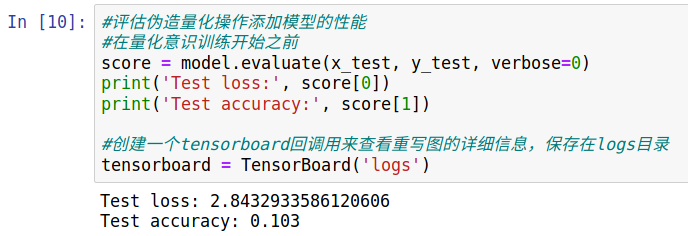 In [10]: #评估伪造量化操作添加模型的性能
#在量化意识训练开始之前
score = model.evaluate(x_test, y_test, verbose=0)
print('Test loss:', score[0])
print('Test accuracy:', score[1])
#创建一个tensorboard回调用来查看重写图的详细信息，保存在logs目录
tensorboard = TensorBoard('logs')
Test loss: 2.8432933586120606
Test accuracy: 0.103